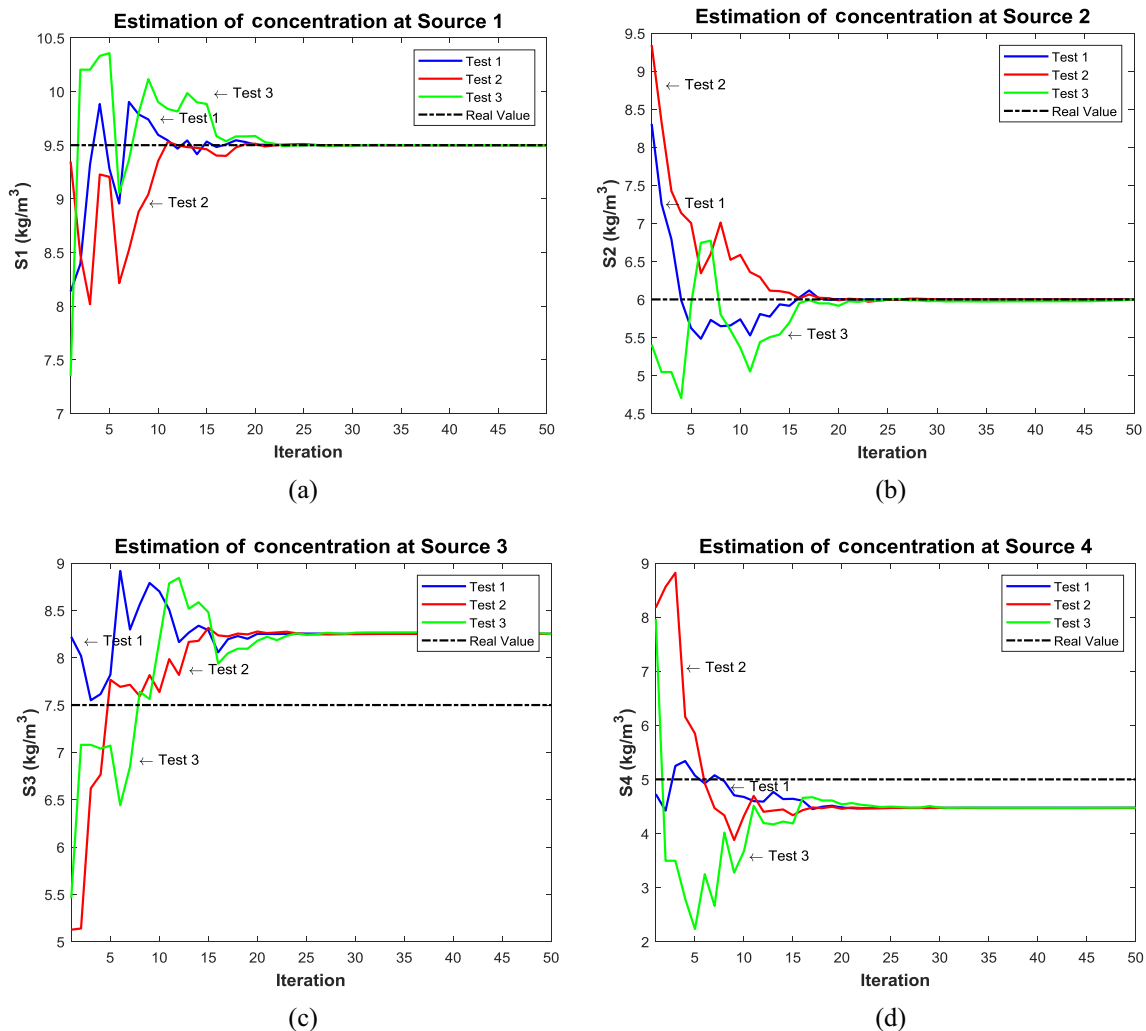 Estimation of concentration at Source 1
10.5
10
9.5
9
8.5
8
7.5
7
S1 (kg/m³)
5 10 15 20 25 30 35 40 45 50
Iteration
Test 1
Test 2
Test 3
Real Value
← Test 3
← Test 1
← Test 2
(a)
Estimation of concentration at Source 2
9.5
9
8.5
8
7.5
7
6.5
6
5.5
5
4.5
S2 (kg/m³)
5 10 15 20 25 30 35 40 45 50
Iteration
Test 1
Test 2
Test 3
Real Value
← Test 2
← Test 1
← Test 3
(b)
Estimation of concentration at Source 3
9
8.5
8
7.5
7
6.5
6
5.5
5
S3 (kg/m³)
5 10 15 20 25 30 35 40 45 50
Iteration
Test 1
Test 2
Test 3
Real Value
← Test 1
← Test 2
← Test 3
(c)
Estimation of concentration at Source 4
9
8
7
6
5
4
3
2
S4 (kg/m³)
5 10 15 20 25 30 35 40 45 50
Iteration
Test 1
Test 2
Test 3
Real Value
← Test 2
← Test 1
← Test 3
(d)